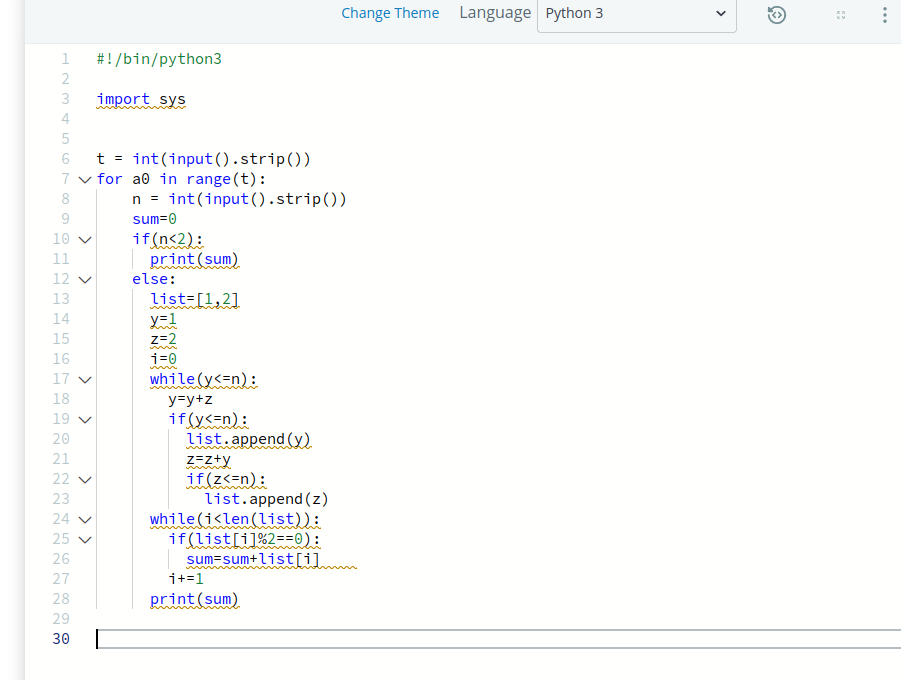 Change Theme Language Python 3
1 #!/bin/python3
2
3 import sys
4
5
6 t = int(input().strip())
7 for a0 in range(t):
8     n = int(input().strip())
9     sum=0
10     if(n<2):
11       print(sum)
12     else:
13       list=[1,2]
14       y=1
15       z=2
16       i=0
17       while(y<=n):
18         y=y+z
19         if(y<=n):
20           list.append(y)
21           z=z+y
22           if(z<=n):
23             list.append(z)
24       while(i<len(list)):
25         if(list[i]%2==0):
26           sum=sum+list[i]
27         i+=1
28       print(sum)
29
30